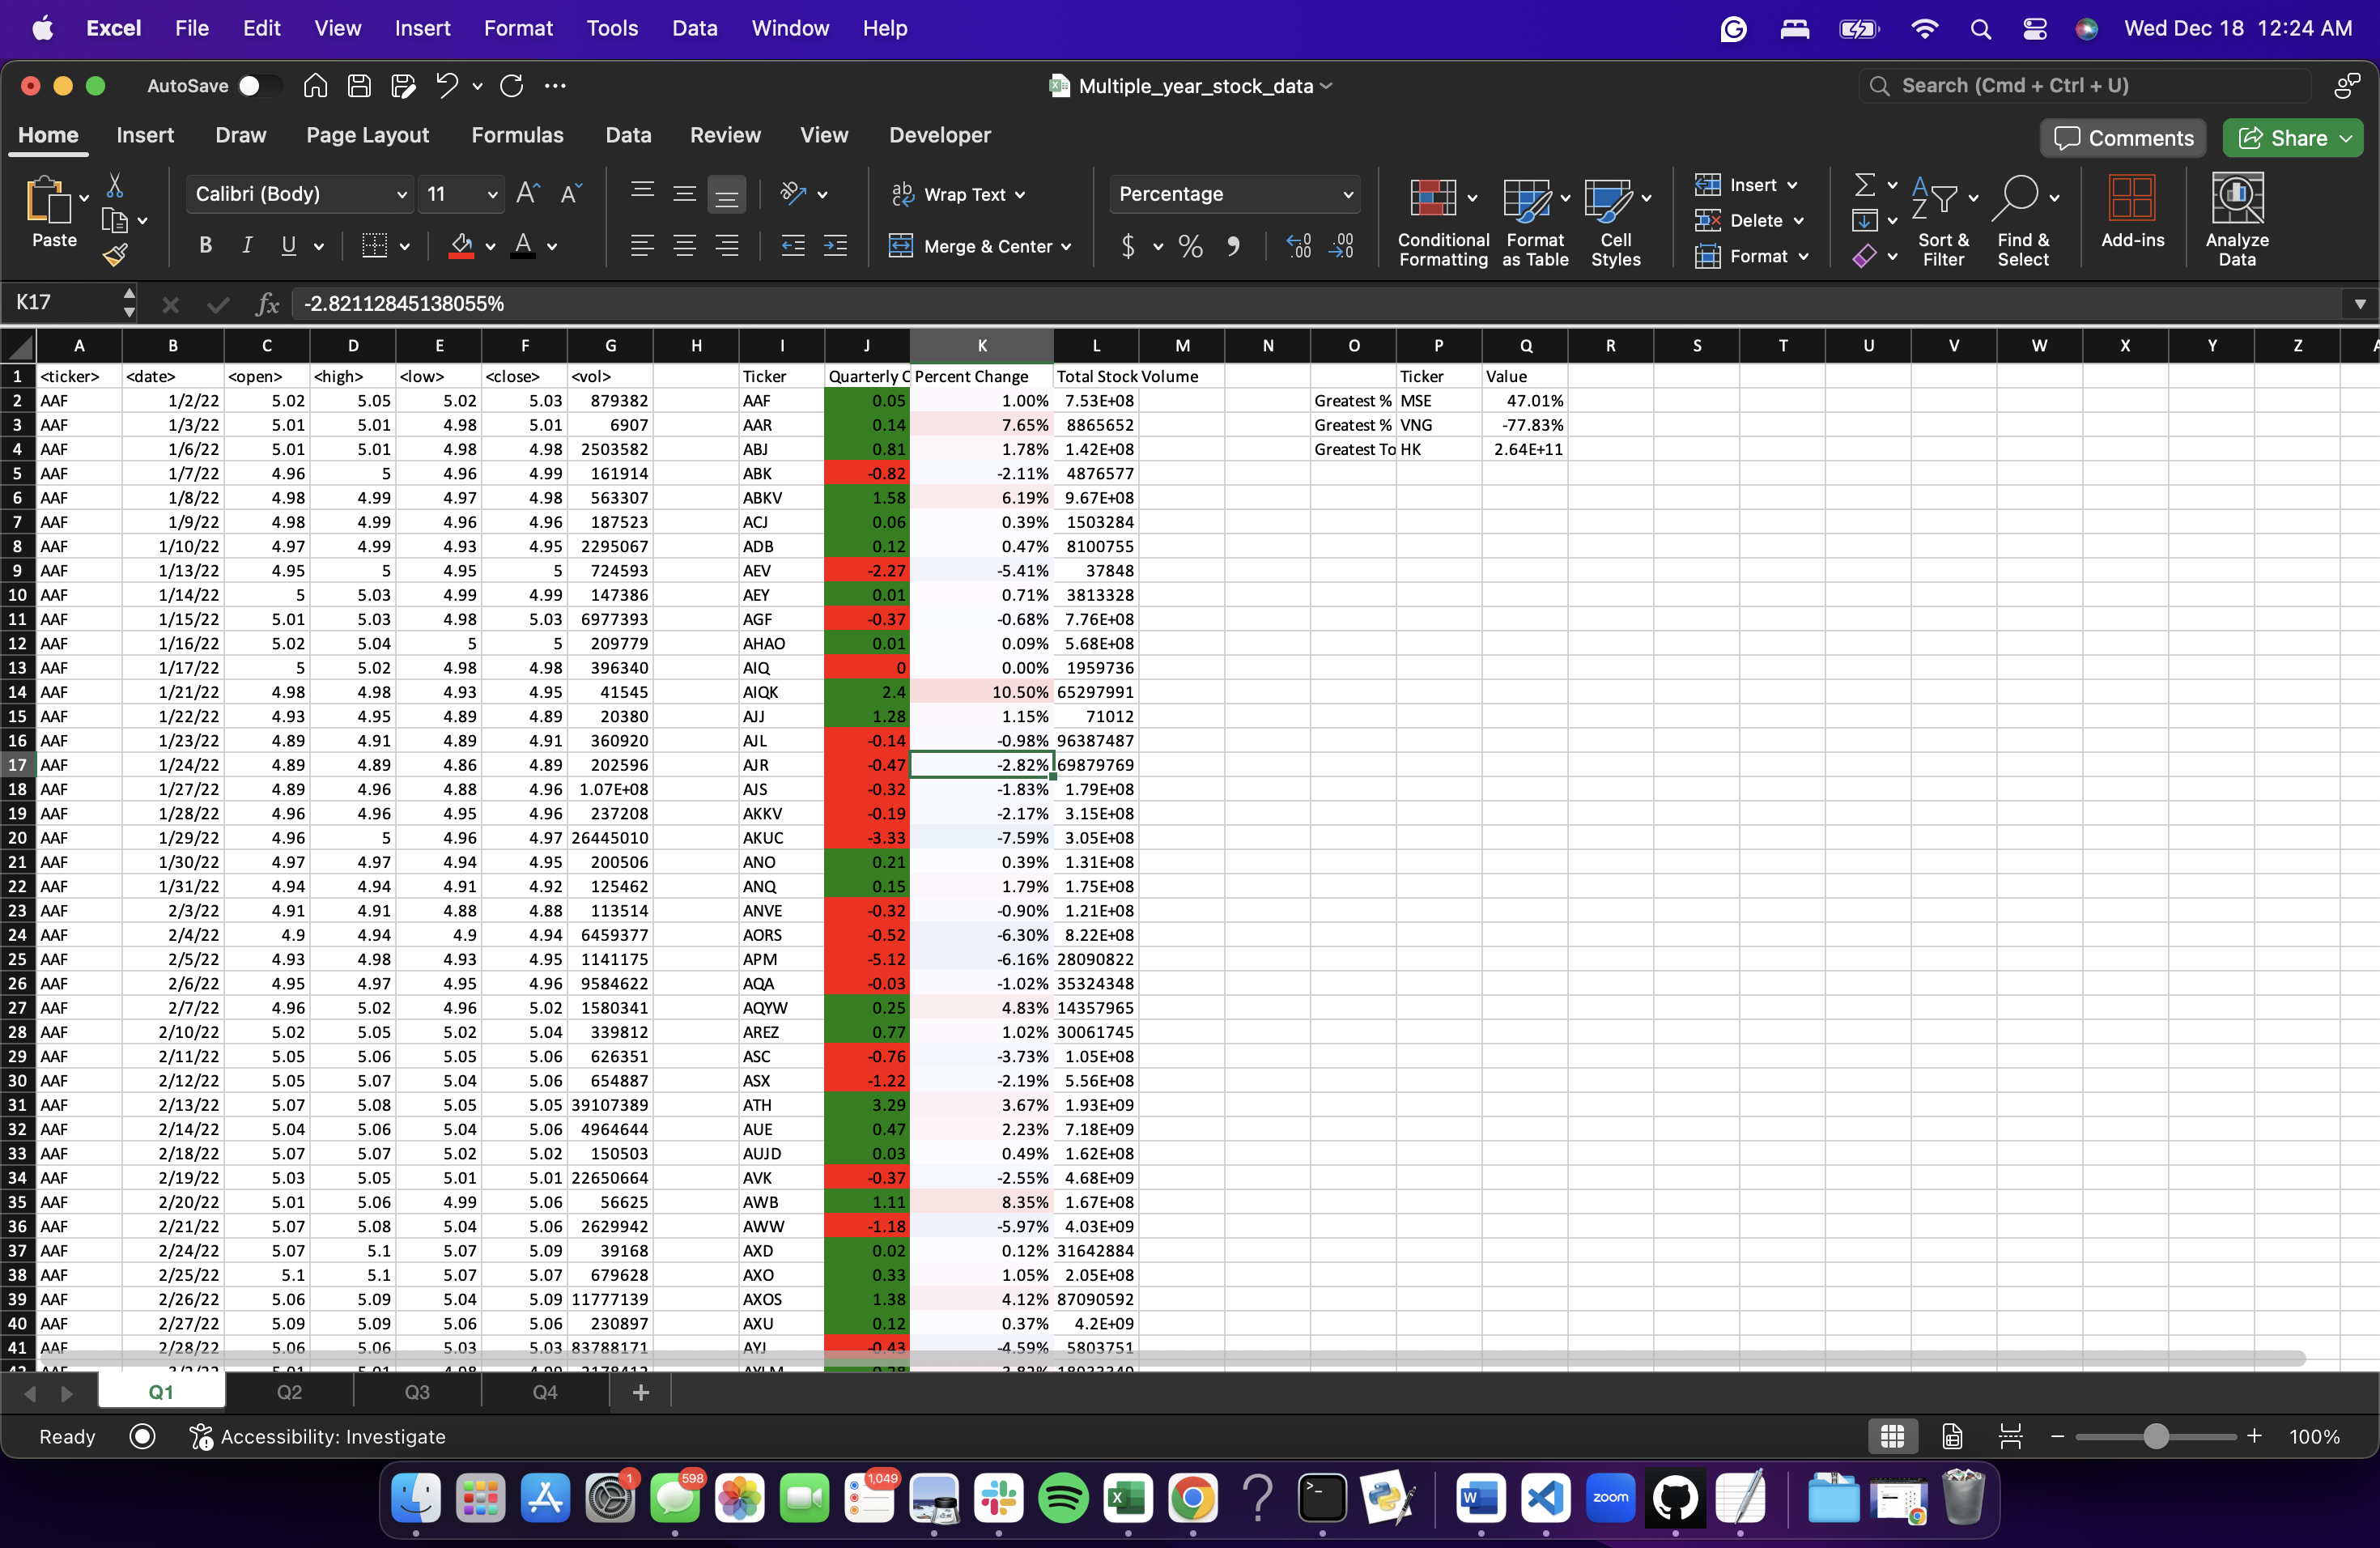 Excel File Edit View Insert Format Tools Data Window Help Wed Dec 18 12:24 AM
AutoSave Multiple_year_stock_data Search (Cmd + Ctrl + U)
Home Insert Draw Page Layout Formulas Data Review View Developer Comments Share
Paste Calibri (Body) 11 Wrap Text Percentage Conditional Formatting Format as Table Cell Styles Insert Sort & Filter Find & Select Add-ins Analyze Data
B I U Merge & Center $ % Delete
Format
K17 fx -2.82112845138055%
A B C D E F G H I J K L M N O P Q R S T U V W X Y Z
1 <ticker> <date> <open> <high> <low> <close> <vol> Ticker Quarterly C Percent Change Total Stock Volume Ticker Value
2 AAF 1/2/22 5.02 5.05 5.02 5.03 879382 AAF 0.05 1.00% 7.53E+08 Greatest % MSE 47.01%
3 AAF 1/3/22 5.01 5.01 4.98 5.01 6907 AAR 0.14 7.65% 8865652 Greatest % VNG -77.83%
4 AAF 1/6/22 5.01 5.01 4.98 4.98 2503582 ABJ 0.81 1.78% 1.42E+08 Greatest To HK 2.64E+11
5 AAF 1/7/22 4.96 5 4.96 4.99 161914 ABK -0.82 -2.11% 4876577
6 AAF 1/8/22 4.98 4.99 4.97 4.98 563307 ABKV 1.58 6.19% 9.67E+08
7 AAF 1/9/22 4.98 4.99 4.96 4.96 187523 ACJ 0.06 0.39% 1503284
8 AAF 1/10/22 4.97 4.99 4.93 4.95 2295067 ADB 0.12 0.47% 8100755
9 AAF 1/13/22 4.95 5 4.95 5 724593 AEV -2.27 -5.41% 37848
10 AAF 1/14/22 5 5.03 4.99 4.99 147386 AEY 0.01 0.71% 3813328
11 AAF 1/15/22 5.01 5.03 4.98 5.03 6977393 AGF -0.37 -0.68% 7.76E+08
12 AAF 1/16/22 5.02 5.04 5 5 209779 AHAO 0.01 0.09% 5.68E+08
13 AAF 1/17/22 5 5.02 4.98 4.98 396340 AIQ 0 0.00% 1959736
14 AAF 1/21/22 4.98 4.98 4.93 4.95 41545 AIQK 2.4 10.50% 65297991
15 AAF 1/22/22 4.93 4.95 4.89 4.89 20380 AJJ 1.28 1.15% 71012
16 AAF 1/23/22 4.89 4.91 4.89 4.91 360920 AJL -0.14 -0.98% 96387487
17 AAF 1/24/22 4.89 4.89 4.86 4.89 202596 AJR -0.47 -2.82% 69879769
18 AAF 1/27/22 4.89 4.96 4.88 4.96 1.07E+08 AJS -0.32 -1.83% 1.79E+08
19 AAF 1/28/22 4.96 4.96 4.95 4.96 237208 AKKV -0.19 -2.17% 3.15E+08
20 AAF 1/29/22 4.96 5 4.96 4.97 26445010 AKUC -3.33 -7.59% 3.05E+08
21 AAF 1/30/22 4.97 4.97 4.94 4.95 200506 ANO 0.21 0.39% 1.31E+08
22 AAF 1/31/22 4.94 4.94 4.91 4.92 125462 ANQ 0.15 1.79% 1.75E+08
23 AAF 2/3/22 4.91 4.91 4.88 4.88 113514 ANVE -0.32 -0.90% 1.21E+08
24 AAF 2/4/22 4.9 4.94 4.9 4.94 6459377 AORS -0.52 -6.30% 8.22E+08
25 AAF 2/5/22 4.93 4.98 4.93 4.95 1141175 APM -5.12 -6.16% 28090822
26 AAF 2/6/22 4.95 4.97 4.95 4.96 9584622 AQA -0.03 -1.02% 35324348
27 AAF 2/7/22 4.96 5.02 4.96 5.02 1580341 AQYW 0.25 4.83% 14357965
28 AAF 2/10/22 5.02 5.05 5.02 5.04 339812 AREZ 0.77 1.02% 30061745
29 AAF 2/11/22 5.05 5.06 5.05 5.06 626351 ASC -0.76 -3.73% 1.05E+08
30 AAF 2/12/22 5.05 5.07 5.04 5.06 654887 ASX -1.22 -2.19% 5.56E+08
31 AAF 2/13/22 5.07 5.08 5.05 5.05 39107389 ATH 3.29 3.67% 1.93E+09
32 AAF 2/14/22 5.04 5.06 5.04 5.06 4964644 AUE 0.47 2.23% 7.18E+09
33 AAF 2/18/22 5.07 5.07 5.02 5.02 150503 AUJD 0.03 0.49% 1.62E+08
34 AAF 2/19/22 5.03 5.05 5.01 5.01 22650664 AVK -0.37 -2.55% 4.68E+09
35 AAF 2/20/22 5.01 5.06 4.99 5.06 56625 AWB 1.11 8.35% 1.67E+08
36 AAF 2/21/22 5.07 5.08 5.04 5.06 2629942 AWW -1.18 -5.97% 4.03E+09
37 AAF 2/24/22 5.07 5.1 5.07 5.09 39168 AXD 0.02 0.12% 31642884
38 AAF 2/25/22 5.1 5.1 5.07 5.07 679628 AXO 0.33 1.05% 2.05E+08
39 AAF 2/26/22 5.06 5.09 5.04 5.09 11777139 AXOS 1.38 4.12% 87090592
40 AAF 2/27/22 5.09 5.09 5.06 5.06 230897 AXU 0.12 0.37% 4.2E+09
41 AAF 2/28/22 5.06 5.06 5.03 5.03 83788171 AYJ -0.43 -4.59% 5803751
Q1 Q2 Q3 Q4 +
Ready Accessibility: Investigate 100%
1 598 1,049 W zoom